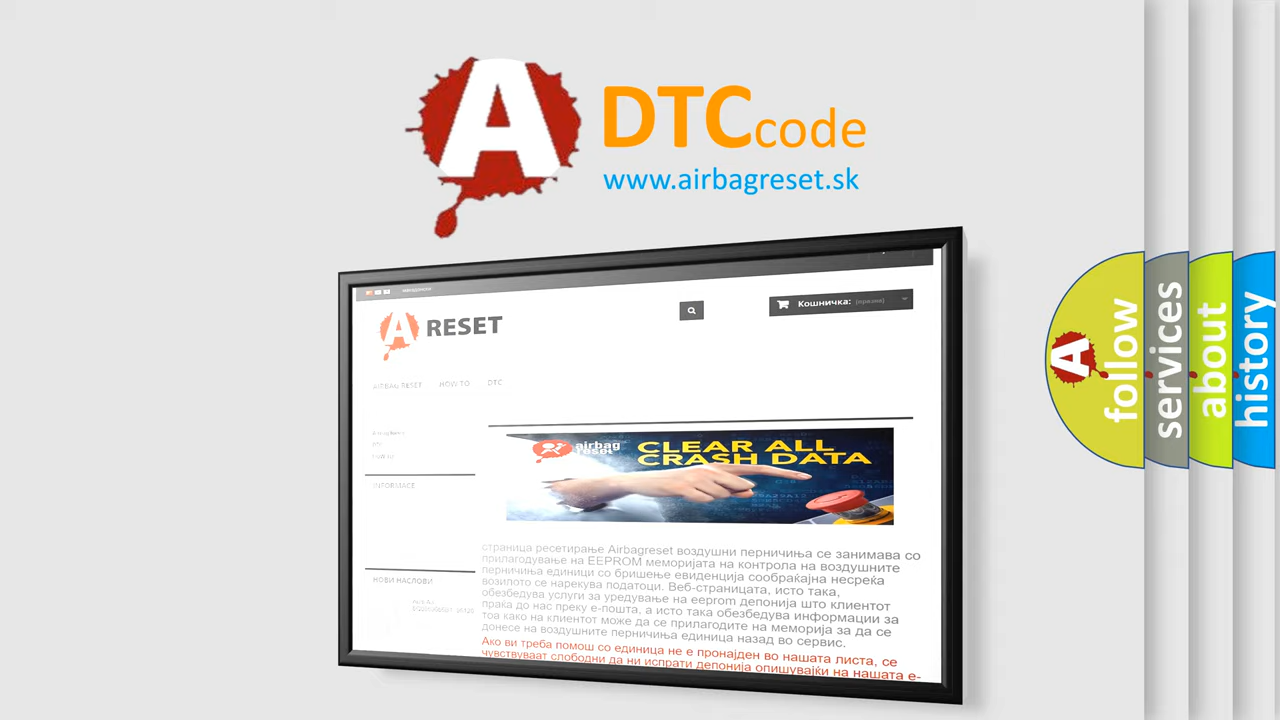 A
DTCcode
www.airbagreset.sk
Кошничка: (празна)
A RESET
AIRBAG RESET HOW TO DTC
INFORMACE
airbag
reset
CLEAR ALL
CRASH DATA
страница ресетирање Airbagreset воздушни перничиња се занимава со
прилагодување на EEPROM меморијата на контрола на воздушните
перничиња единици со бришење евиденција сообраќајна несреќа
возилото се нарекува податоци. Веб-страницата, исто така,
обезбедува услуги за уредување на eeprom депонија што клиентот
праќа до нас преку е-пошта, а исто така обезбедува информации за
тоа како на клиентот може да се прилагодите на меморија за да се
донесе на воздушните перничиња единица назад во сервис.
Ако ви треба помош со единица не е пронајден во нашата листа, се
чувствуваат слободни да ни испрати депонија опишувајќи на нашата е-
НОВИ НАСЛОВИ
A
follow
services
about
history